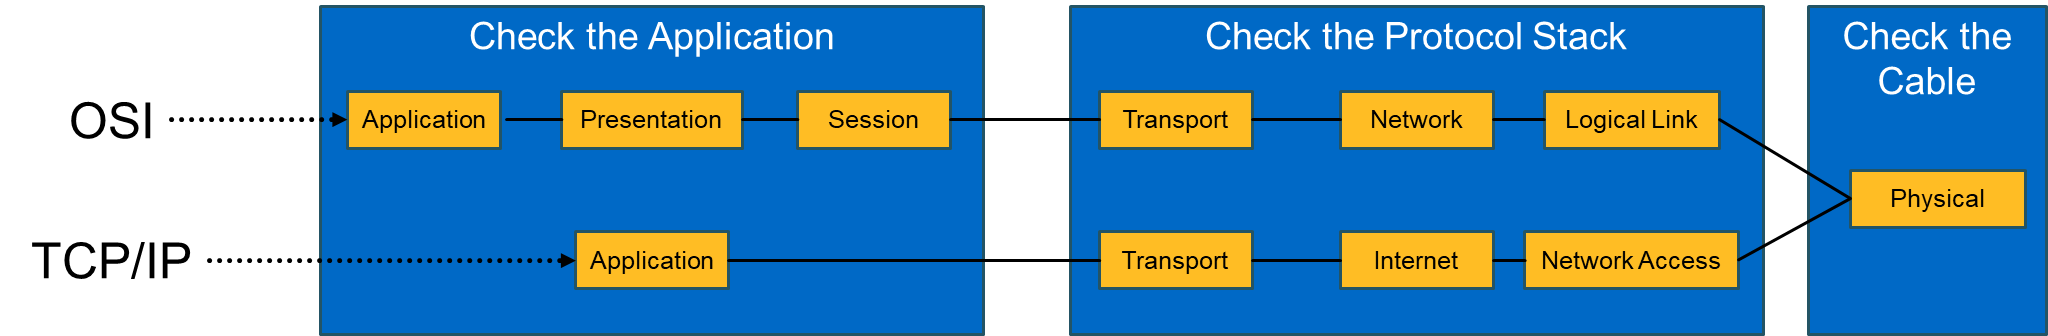 Check the Application
Check the Protocol Stack
Check the
Cable
OSI
Application
Presentation
Session
Transport
Network
Logical Link
Physical
TCP/IP
Application
Transport
Internet
Network Access